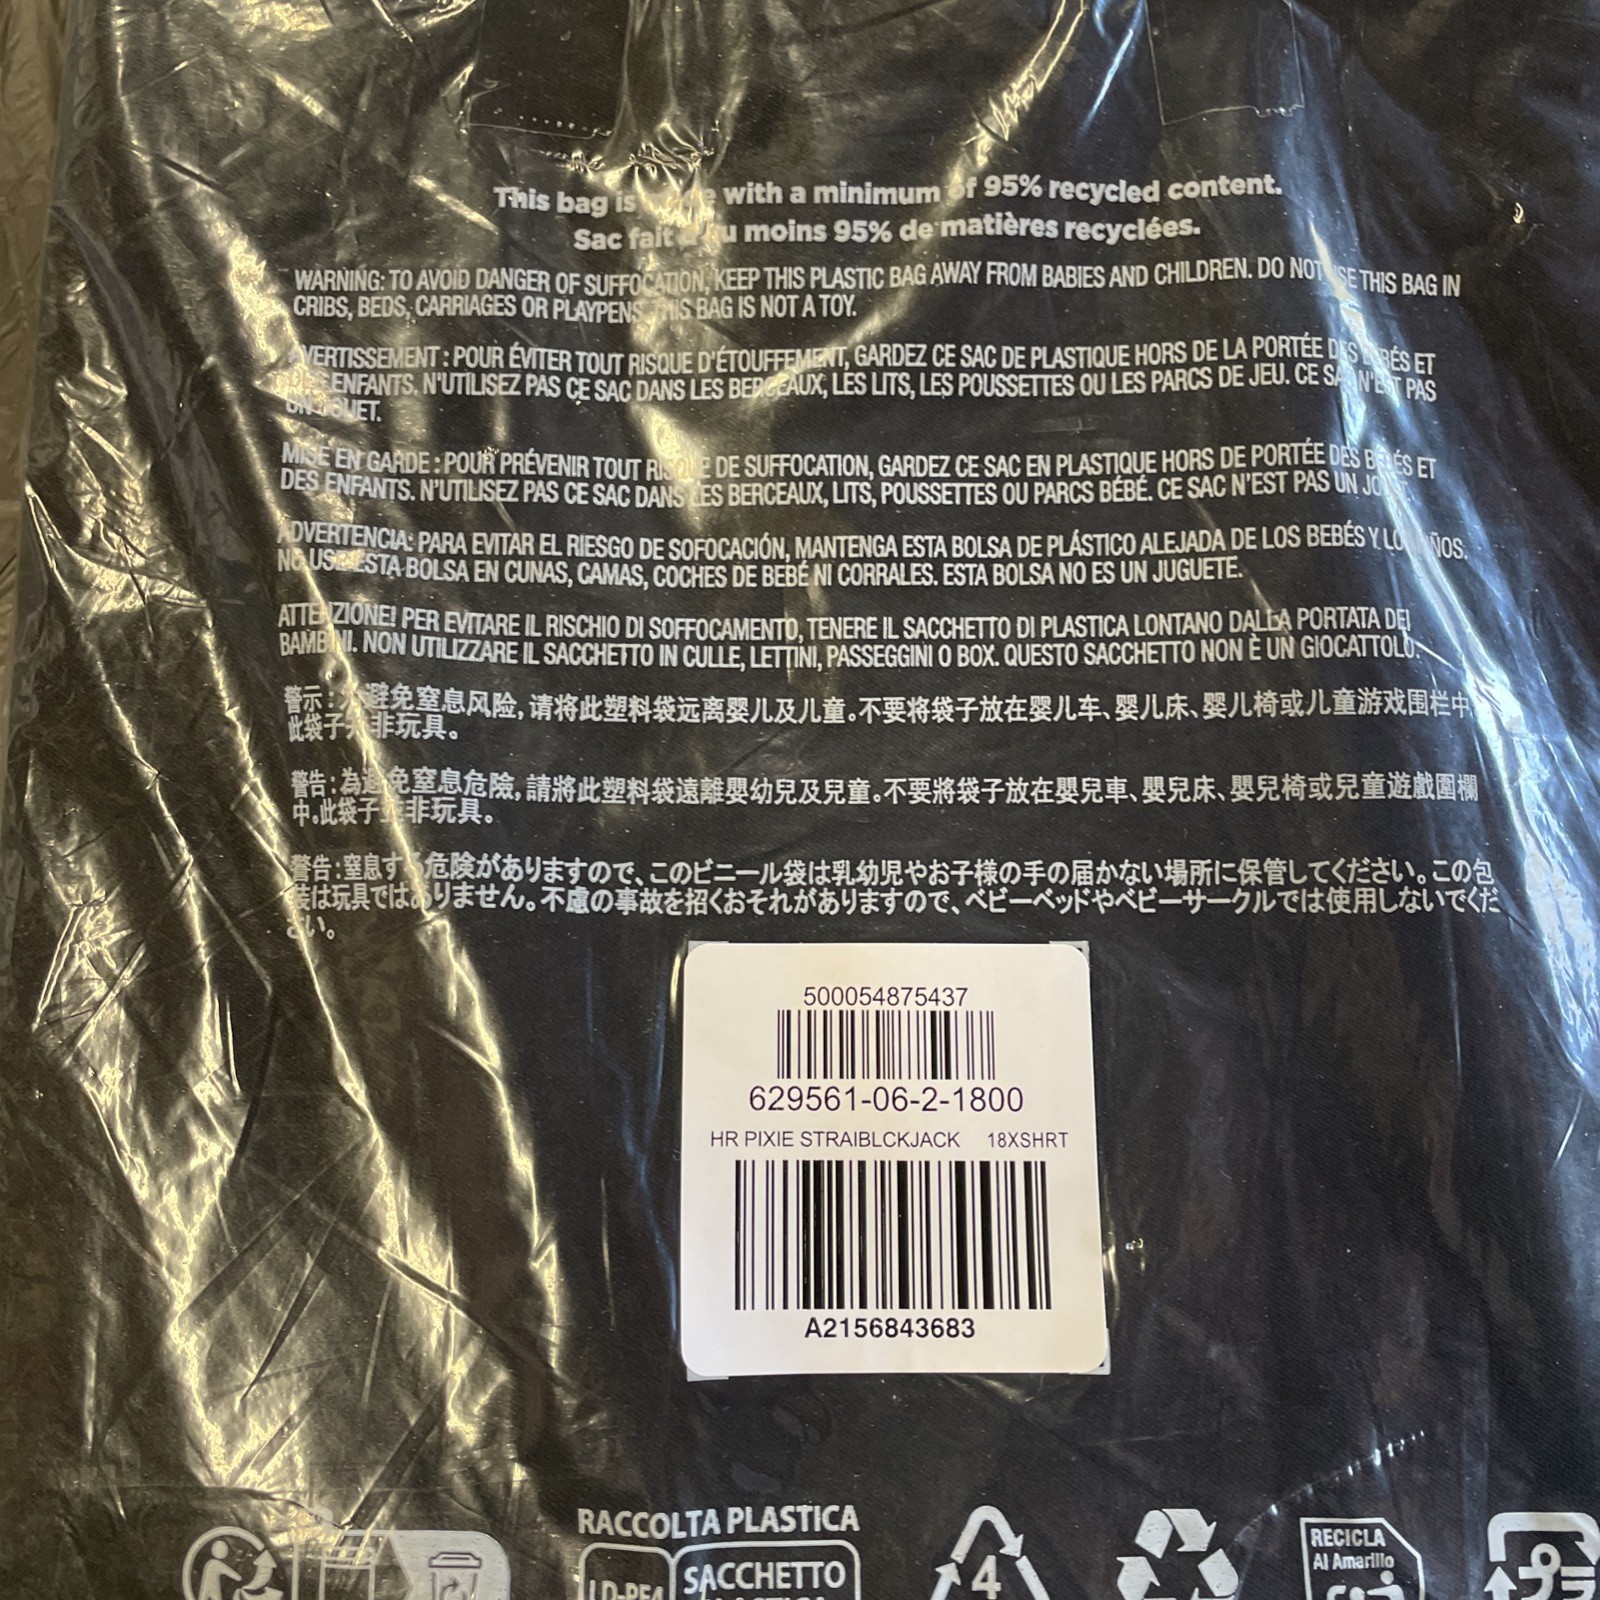 This bag is made with a minimum of 95% recycled content.
Sac fait d'au moins 95% de matières recyclées.
WARNING: TO AVOID DANGER OF SUFFOCATION, KEEP THIS PLASTIC BAG AWAY FROM BABIES AND CHILDREN. DO NOT USE THIS BAG IN
CRIBS, BEDS, CARRIAGES OR PLAYPENS. THIS BAG IS NOT A TOY.
AVERTISSEMENT : POUR ÉVITER TOUT RISQUE D'ÉTOUFFEMENT, GARDEZ CE SAC DE PLASTIQUE HORS DE LA PORTÉE DES BÉBÉS ET
DES ENFANTS. N'UTILISEZ PAS CE SAC DANS LES BERCEAUX, LES LITS, LES POUSSETTES OU LES PARCS DE JEU. CE SAC N'EST PAS
UN JOUET.
MISE EN GARDE : POUR PRÉVENIR TOUT RISQUE DE SUFFOCATION, GARDEZ CE SAC EN PLASTIQUE HORS DE PORTÉE DES BÉBÉS ET
DES ENFANTS. N'UTILISEZ PAS CE SAC DANS LES BERCEAUX, LITS, POUSSETTES OU PARCS BÉBÉ. CE SAC N'EST PAS UN JOUET.
ADVERTENCIA: PARA EVITAR EL RIESGO DE SOFOCACIÓN, MANTENGA ESTA BOLSA DE PLÁSTICO ALEJADA DE LOS BEBÉS Y LOS NIÑOS.
NO USE ESTA BOLSA EN CUNAS, CAMAS, COCHES DE BEBÉ NI CORRALES. ESTA BOLSA NO ES UN JUGUETE.
ATTENZIONE! PER EVITARE IL RISCHIO DI SOFFOCAMENTO, TENERE IL SACCHETTO DI PLASTICA LONTANO DALLA PORTATA DEI
BAMBINI. NON UTILIZZARE IL SACCHETTO IN CULLE, LETTINI, PASSEGGINI O BOX. QUESTO SACCHETTO NON È UN GIOCATTOLO.
警示：为避免窒息风险，请将此塑料袋远离婴儿及儿童。不要将袋子放在婴儿车、婴儿床、婴儿椅或儿童游戏围栏中。
此袋子并非玩具。
警告：為避免窒息危險，請將此塑料袋遠離嬰幼兒及兒童。不要將袋子放在嬰兒車、嬰兒床、嬰兒椅或兒童遊戲圍欄
中。此袋子並非玩具。
警告：窒息する危険がありますので、このビニール袋は乳幼児やお子様の手の届かない場所に保管してください。この包
装は玩具ではありません。不慮の事故を招くおそれがありますので、ベビーベッドやベビーサークルでは使用しないでくだ
さい。
500054875437
629561-06-2-1800
HR PIXIE STRAIBLCKJACK 18XSHRT
A2156843683
RACCOLTA PLASTICA
LD-PE4 SACCHETTO
PLASTICA
4
RECICLA
Al Amarillo